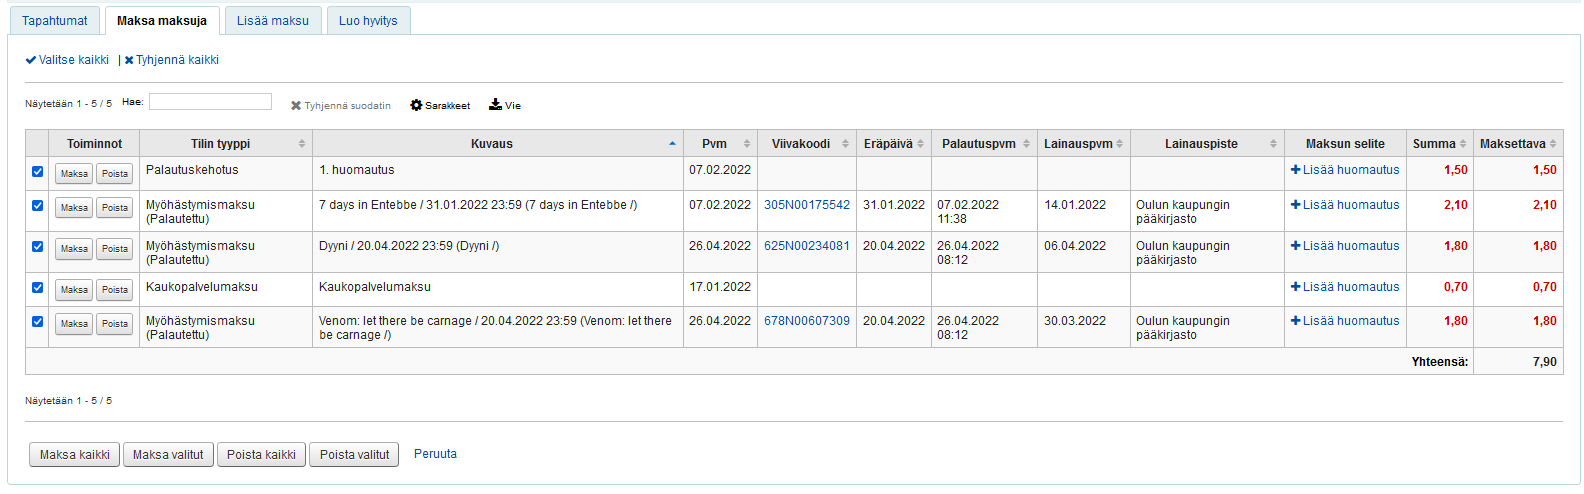 Tapahtumat Maksa maksuja Lisää maksu Luo hyvitys
Valitse kaikki | Tyhjennä kaikki
Näytetään 1 - 5 / 5 Hae: Tyhjennä suodatin Sarakkeet Vie
Toiminnot Tilin tyyppi Kuvaus Pvm Viivakoodi Eräpäivä Palautuspvm Lainauspvm Lainauspiste Maksun selite Summa Maksettava
Maksa Poista Palautuskehotus 1. huomautus 07.02.2022 Lisää huomautus 1,50 1,50
Maksa Poista Myöhästymismaksu 7 days in Entebbe / 31.01.2022 23:59 (7 days in Entebbe /) 07.02.2022 305N00175542 31.01.2022 07.02.2022 14.01.2022 Oulun kaupungin Lisää huomautus 2,10 2,10
(Palautettu) 11:38 pääkirjasto
Maksa Poista Myöhästymismaksu Dyyni / 20.04.2022 23:59 (Dyyni /) 26.04.2022 625N00234081 20.04.2022 26.04.2022 06.04.2022 Oulun kaupungin Lisää huomautus 1,80 1,80
(Palautettu) 08:12 pääkirjasto
Maksa Poista Kaukopalvelumaksu Kaukopalvelumaksu 17.01.2022 Lisää huomautus 0,70 0,70
Maksa Poista Myöhästymismaksu Venom: let there be carnage / 20.04.2022 23:59 (Venom: let there 26.04.2022 678N00607309 20.04.2022 26.04.2022 30.03.2022 Oulun kaupungin Lisää huomautus 1,80 1,80
(Palautettu) be carnage /) 08:12 pääkirjasto
Yhteensä: 7,90
Näytetään 1 - 5 / 5
Maksa kaikki Maksa valitut Poista kaikki Poista valitut Peruuta